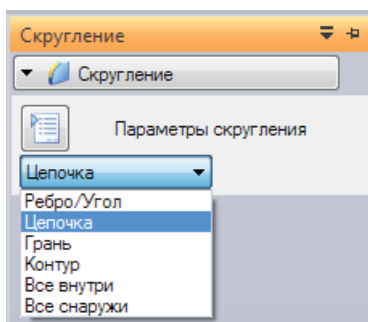 Скругление
Скругление
Параметры скругления
Цепочка
Ребро/Угол
Цепочка
Грань
Контур
Все внутри
Все снаружи